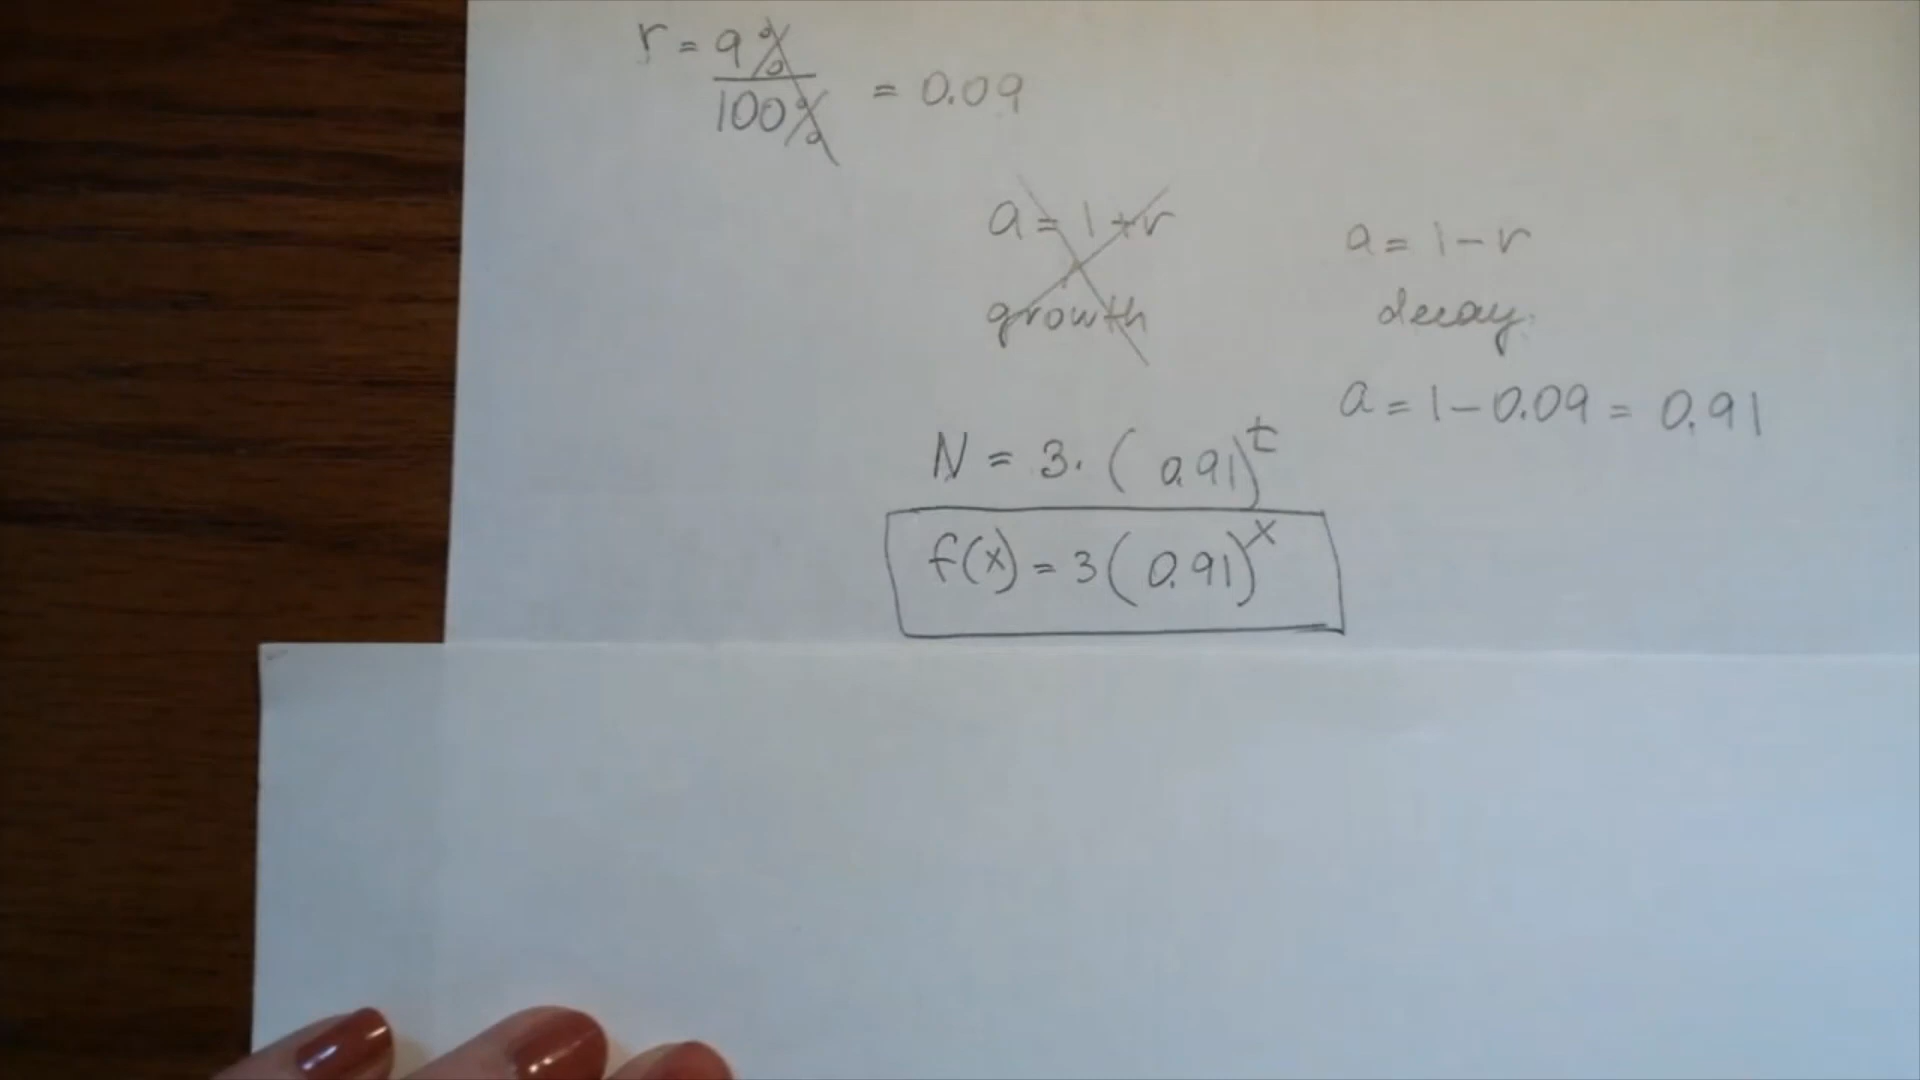 r = 9% / 100% = 0.09
a = 1 + r
growth
a = 1 - r
decay.
a = 1 - 0.09 = 0.91
N = 3. (0.91)^t
f(x) = 3 (0.91)^x